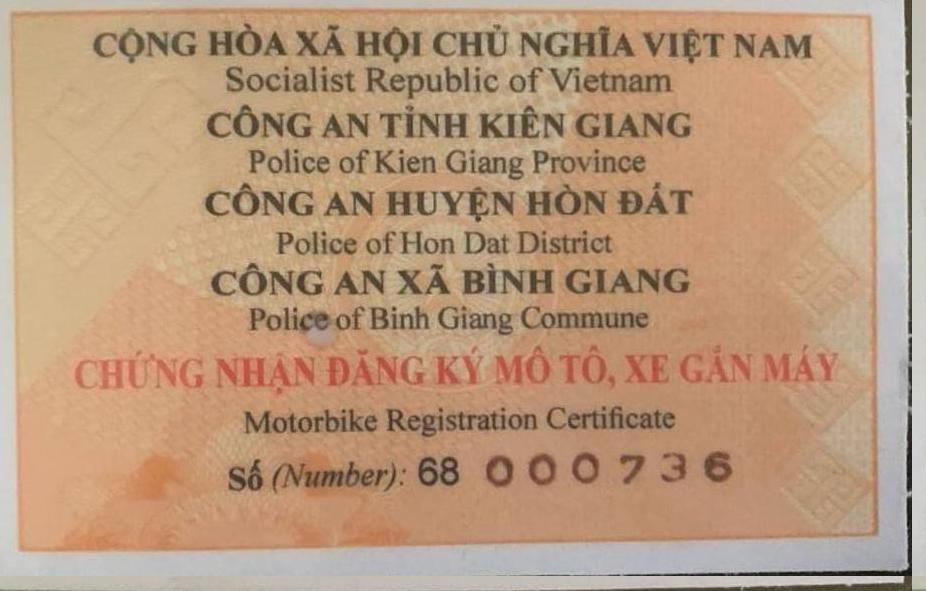 CỘNG HÒA XÃ HỘI CHỦ NGHĨA VIỆT NAM
Socialist Republic of Vietnam
CÔNG AN TỈNH KIÊN GIANG
Police of Kien Giang Province
CÔNG AN HUYỆN HÒN ĐẤT
Police of Hon Dat District
CÔNG AN XÃ BÌNH GIANG
Police of Binh Giang Commune
CHỨNG NHẬN ĐĂNG KÝ MÔ TÔ, XE GẮN MÁY
Motorbike Registration Certificate
Số (Number): 68 000736